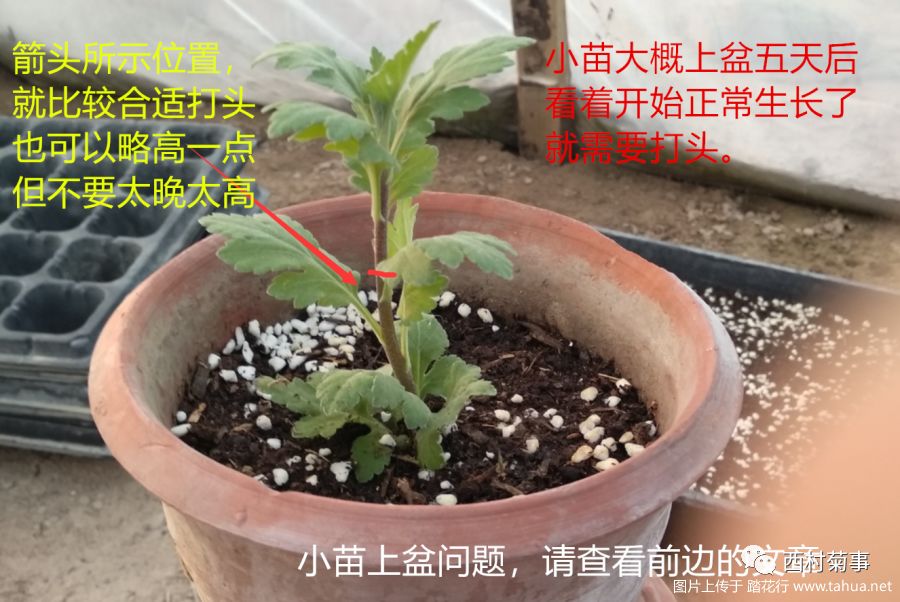 箭头所示位置，
就比较合适打头
也可以略高一点
但不要太晚太高
小苗大概上盆五天后
看着开始正常生长了
就需要打头。
小苗上盆问题，请查看前边的文章
西村菊事
图片上传于 踏花行 www.tahua.net